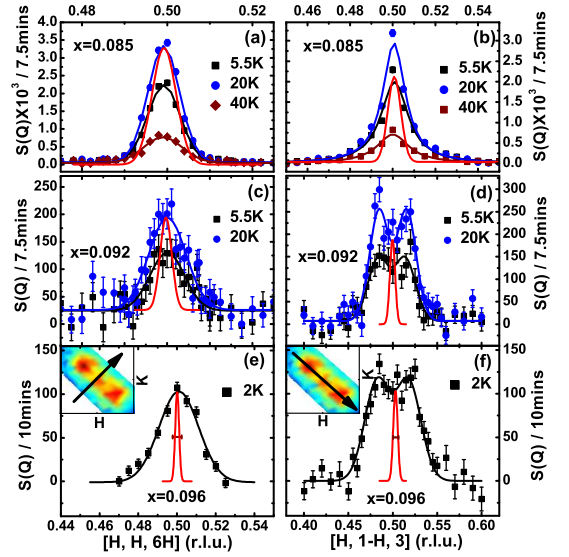 0.48 0.50 0.52 0.48 0.50 0.52
4.0
3.5
3.0
2.5
2.0
1.5
1.0
0.5
0.0
S(Q)X10³ / 7.5mins
x=0.085
(a)
5.5K
20K
40K
x=0.085
(b)
5.5K
20K
40K
3.0
2.5
2.0
1.5
1.0
0.5
0.0
S(Q)X10³ / 7.5mins
200
150
100
50
0
S(Q) / 7.5mins
(c)
5.5K
20K
x=0.092
(d)
5.5K
20K
x=0.092
300
250
200
150
100
50
0
S(Q) / 7.5mins
150
100
50
0
S(Q) / 10mins
(e)
K
H
2K
x=0.096
(f)
K
H
2K
x=0.096
150
100
50
0
S(Q) / 10mins
0.44 0.46 0.48 0.50 0.52 0.54
[H, H, 6H] (r.l.u.)
0.40 0.45 0.50 0.55 0.60
[H, 1-H, 3] (r.l.u.)